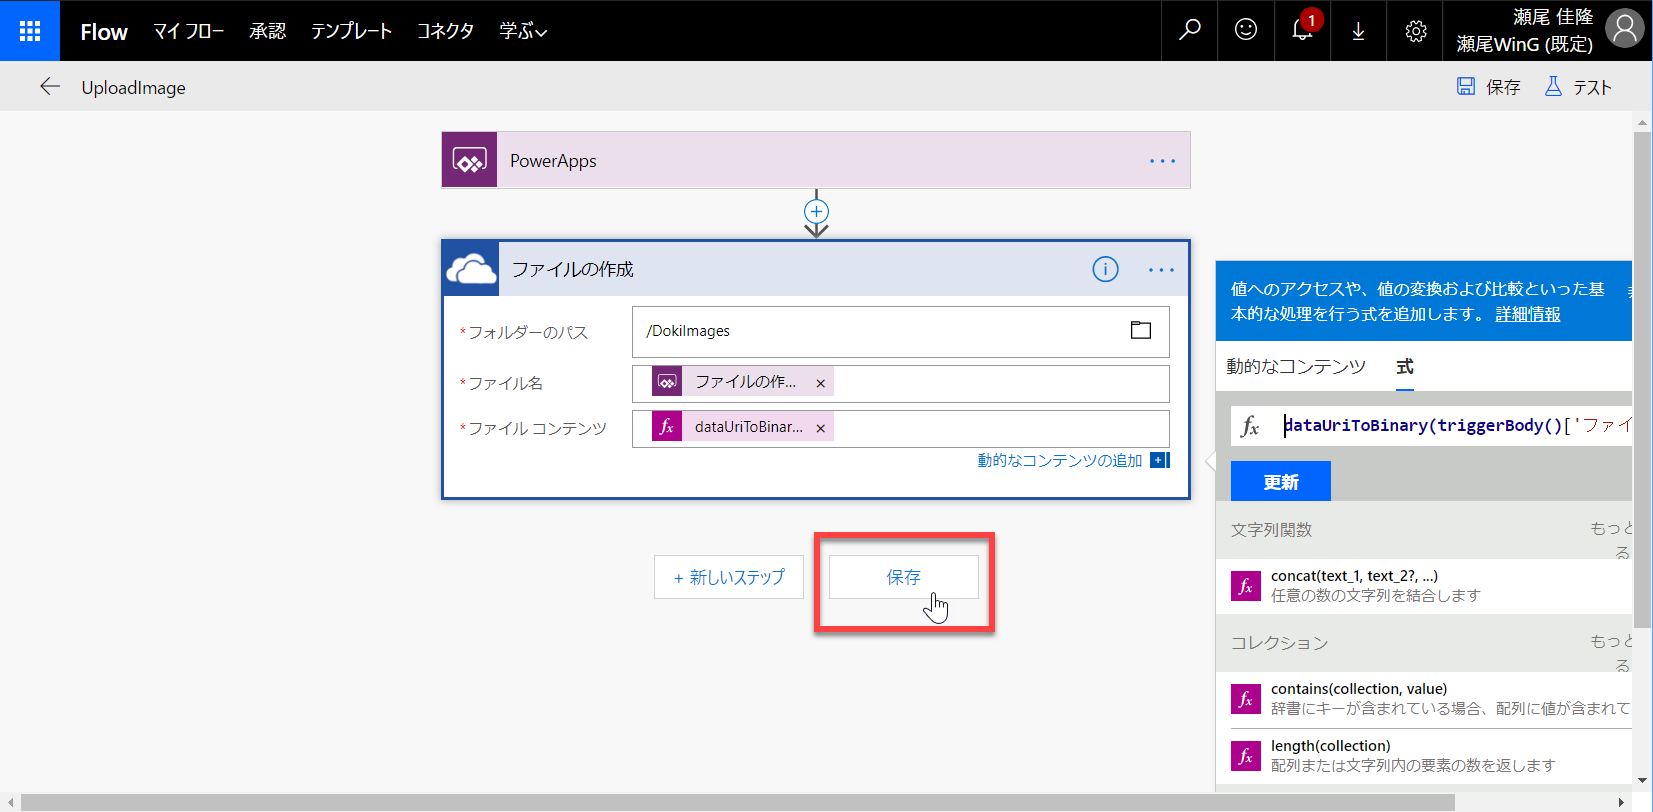 Flow マイ フロー 承認 テンプレート コネクタ 学ぶ
1
瀬尾 佳隆
瀬尾WinG (既定)
UploadImage
保存 テスト
PowerApps
ファイルの作成
*フォルダーのパス
/DokiImages
*ファイル名
ファイルの作... ×
*ファイル コンテンツ
fx dataUriToBinar... ×
動的なコンテンツの追加
+ 新しいステップ
保存
値へのアクセスや、値の変換および比較といった基
本的な処理を行う式を追加します。 詳細情報
動的なコンテンツ 式
fx dataUriToBinary(triggerBody()['ファイ
更新
文字列関数 もっと
る
fx concat(text_1, text_2?, ...)
任意の数の文字列を結合します
コレクション もっと
る
fx contains(collection, value)
辞書にキーが含まれている場合、配列に値が含まれて
fx length(collection)
配列または文字列内の要素の数を返します